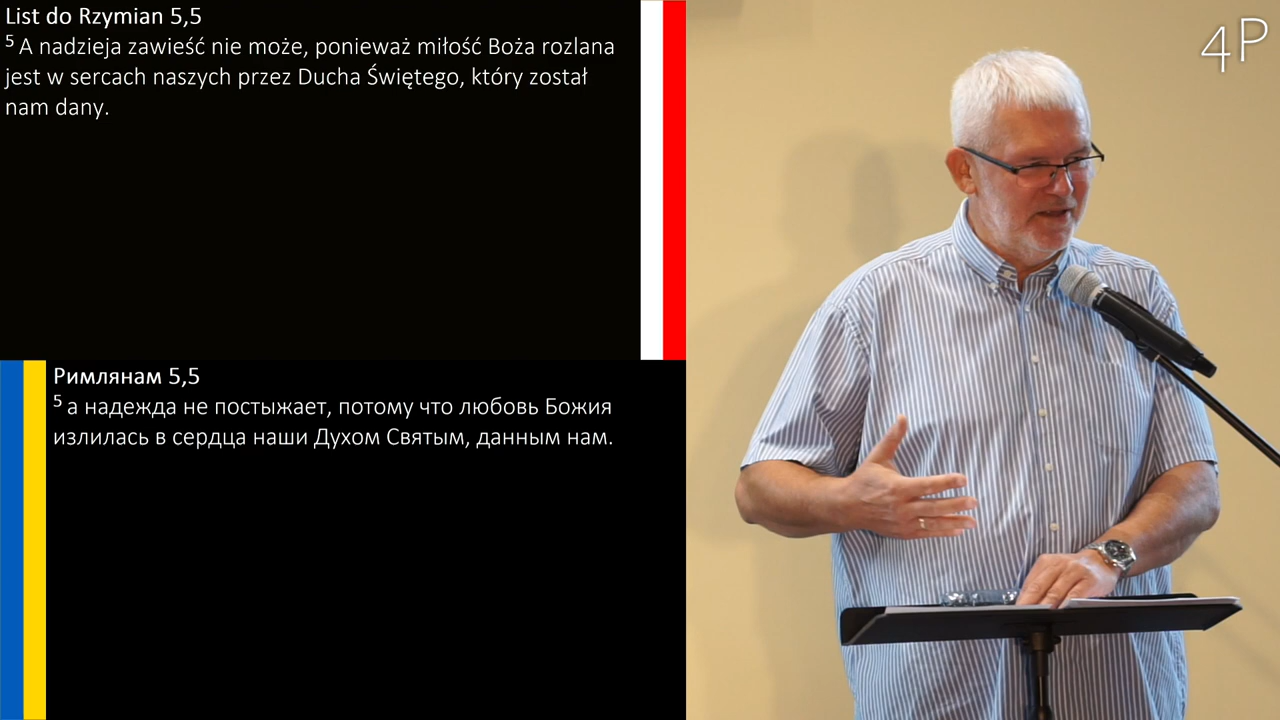 List do Rzymian 5,5
5 A nadzieja zawieść nie może, ponieważ miłość Boża rozlana
jest w sercach naszych przez Ducha Świętego, który został
nam dany.
4P
Римлянам 5,5
5 а надежда не постыжает, потому что любовь Божия
излилась в сердца наши Духом Святым, данным нам.